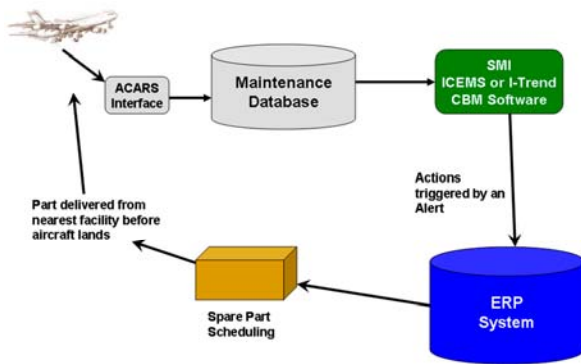 ACARS
Interface
Maintenance
Database
SMI
ICEMS or I-Trend
CBM Software
Actions
triggered by an
Alert
Part delivered from
nearest facility before
aircraft lands
Spare Part
Scheduling
ERP
System